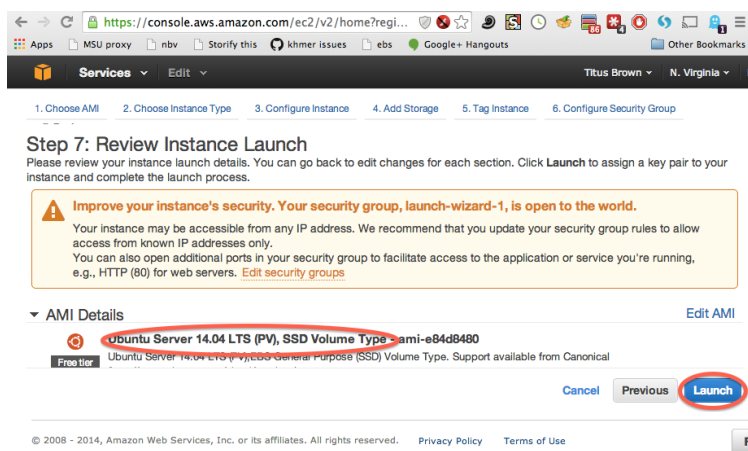 https://console.aws.amazon.com/ec2/v2/home?regi...
Apps MSU proxy nbv Storify this khmer issues ebs Google+ Hangouts Other Bookmarks
86 4 1
Services Edit Titus Brown N. Virginia
1. Choose AMI 2. Choose Instance Type 3. Configure Instance 4. Add Storage 5. Tag Instance 6. Configure Security Group
Step 7: Review Instance Launch
Please review your instance launch details. You can go back to edit changes for each section. Click Launch to assign a key pair to your
instance and complete the launch process.
Improve your instance's security. Your security group, launch-wizard-1, is open to the world.
Your instance may be accessible from any IP address. We recommend that you update your security group rules to allow
access from known IP addresses only.
You can also open additional ports in your security group to facilitate access to the application or service you're running,
e.g., HTTP (80) for web servers. Edit security groups
AMI Details Edit AMI
Ubuntu Server 14.04 LTS (PV), SSD Volume Type - ami-e84d8480
Free tier Ubuntu Server 14.04 LTS (PV),EBS General Purpose (SSD) Volume Type. Support available from Canonical
Cancel Previous Launch
© 2008 - 2014, Amazon Web Services, Inc. or its affiliates. All rights reserved. Privacy Policy Terms of Use